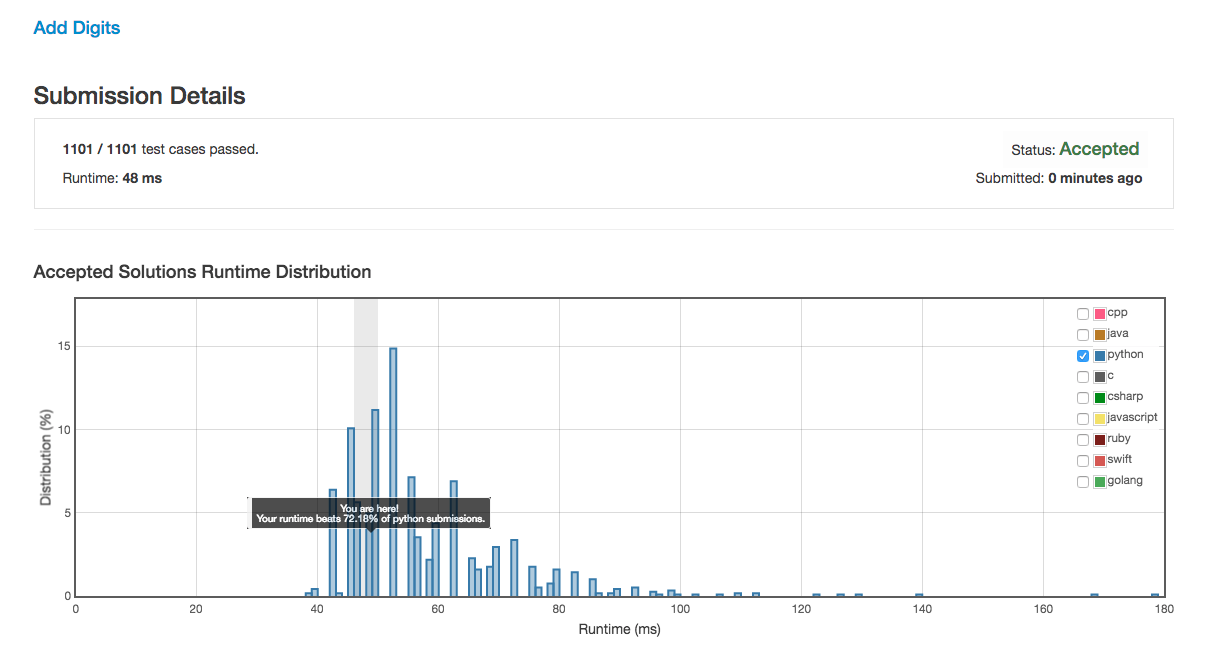 Add Digits
Submission Details
1101 / 1101 test cases passed.
Status: Accepted
Runtime: 48 ms
Submitted: 0 minutes ago
Accepted Solutions Runtime Distribution
cpp
java
python
c
csharp
javascript
ruby
swift
golang
15
10
5
0
Distribution (%)
You are here!
Your runtime beats 72.18% of python submissions.
0 20 40 60 80 100 120 140 160 180
Runtime (ms)